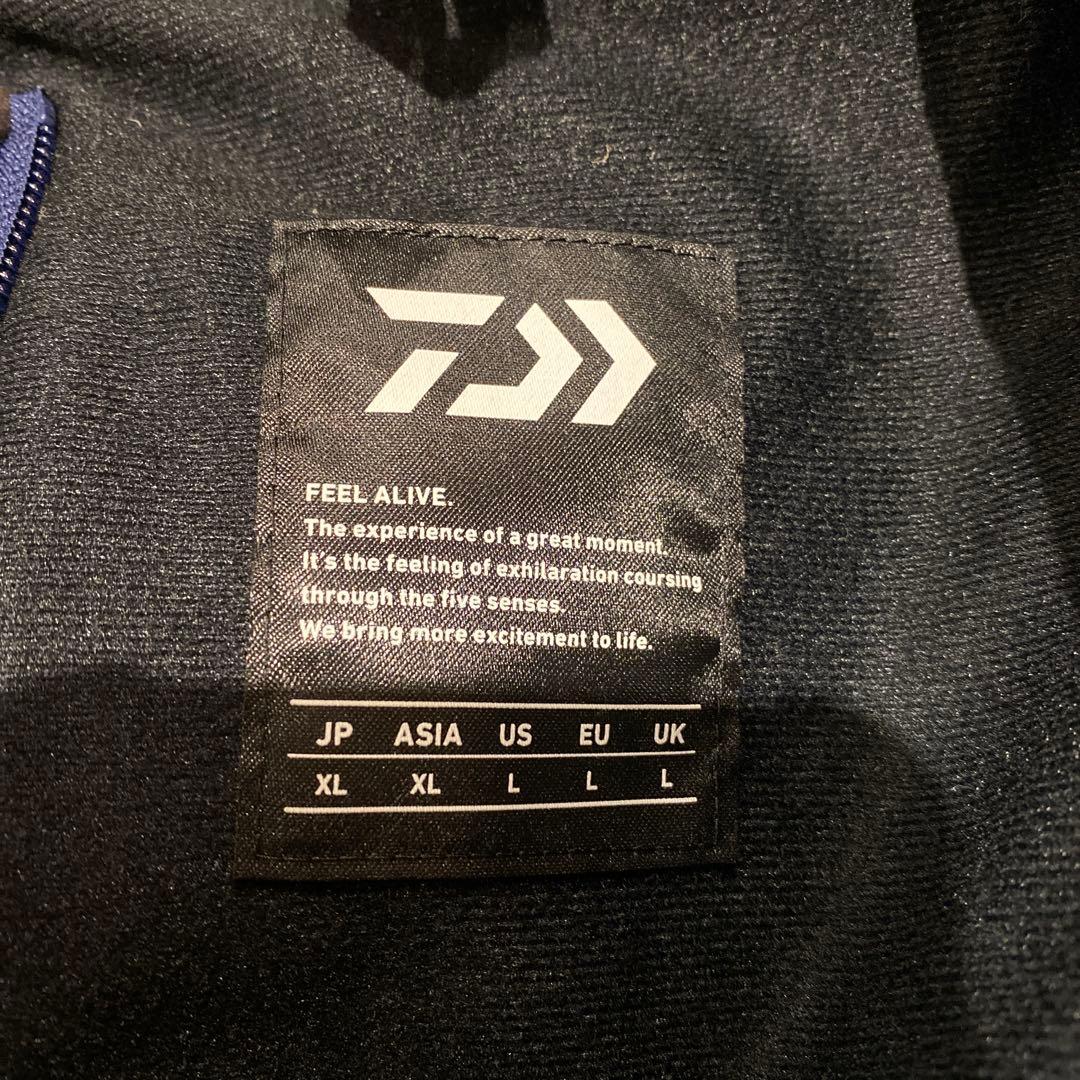 FEEL ALIVE.
The experience of a great moment.
It's the feeling of exhilaration coursing
through the five senses.
We bring more excitement to life.
JP ASIA US EU UK
XL XL L L L